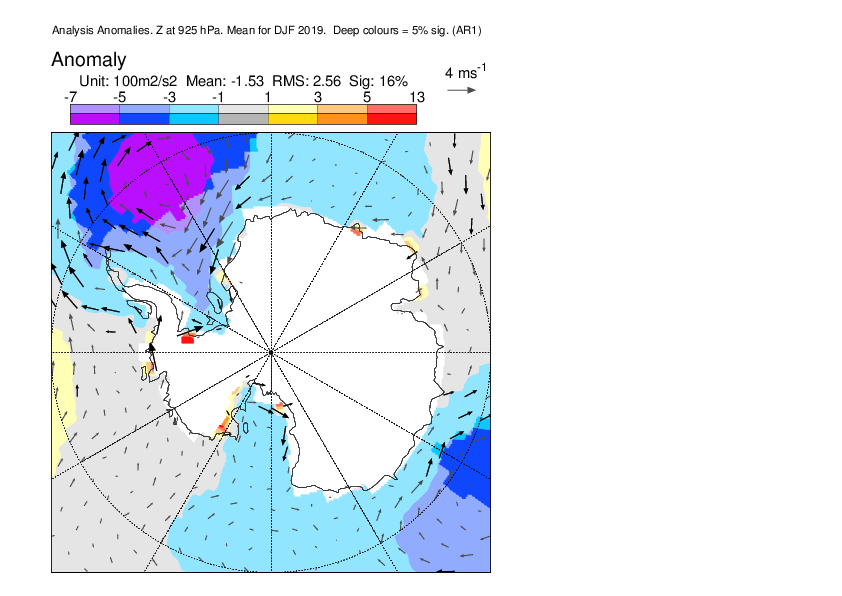 Analysis Anomalies. Z at 925 hPa. Mean for DJF 2019. Deep colours = 5% sig. (AR1)
Anomaly
Unit: 100m2/s2 Mean: -1.53 RMS: 2.56 Sig: 16%
4 ms-1
-7 -5 -3 -1 1 3 5 13